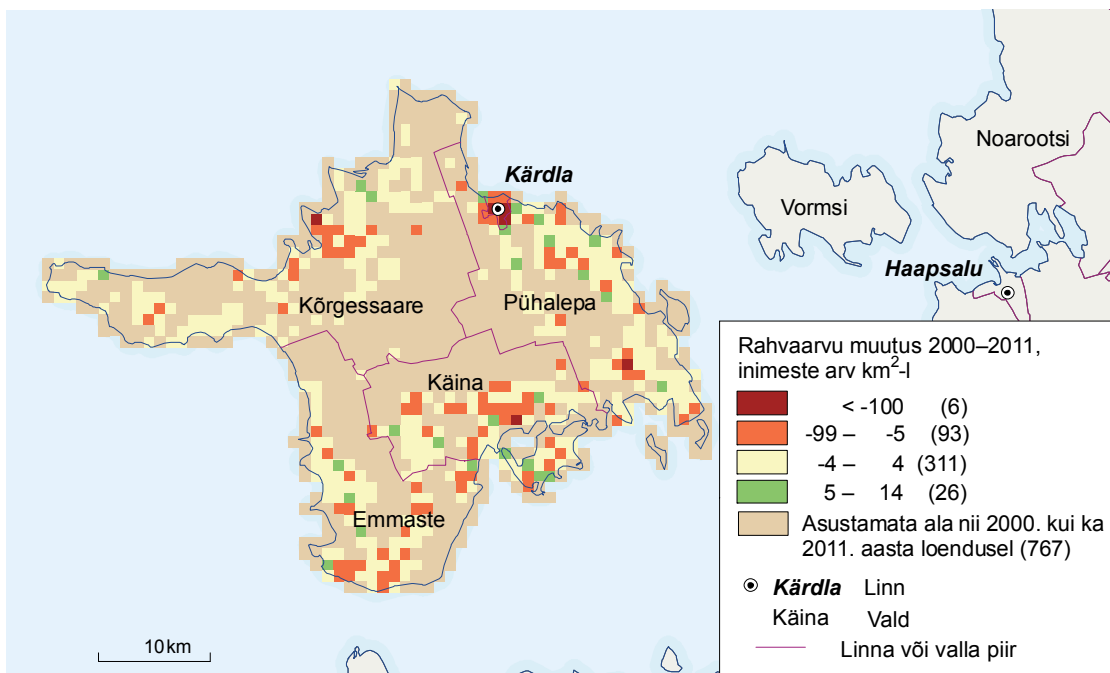 Noarootsi
Kärdla
Vormsi
Haapsalu
Kõrgessaare
Pühalepa
Käina
Emmaste
10 km
Rahvaarvu muutus 2000–2011,
inimeste arv km²-l
< -100 (6)
-99 – -5 (93)
-4 – 4 (311)
5 – 14 (26)
Asustamata ala nii 2000. kui ka
2011. aasta loendusel (767)
Kärdla Linn
Käina Vald
Linna või valla piir